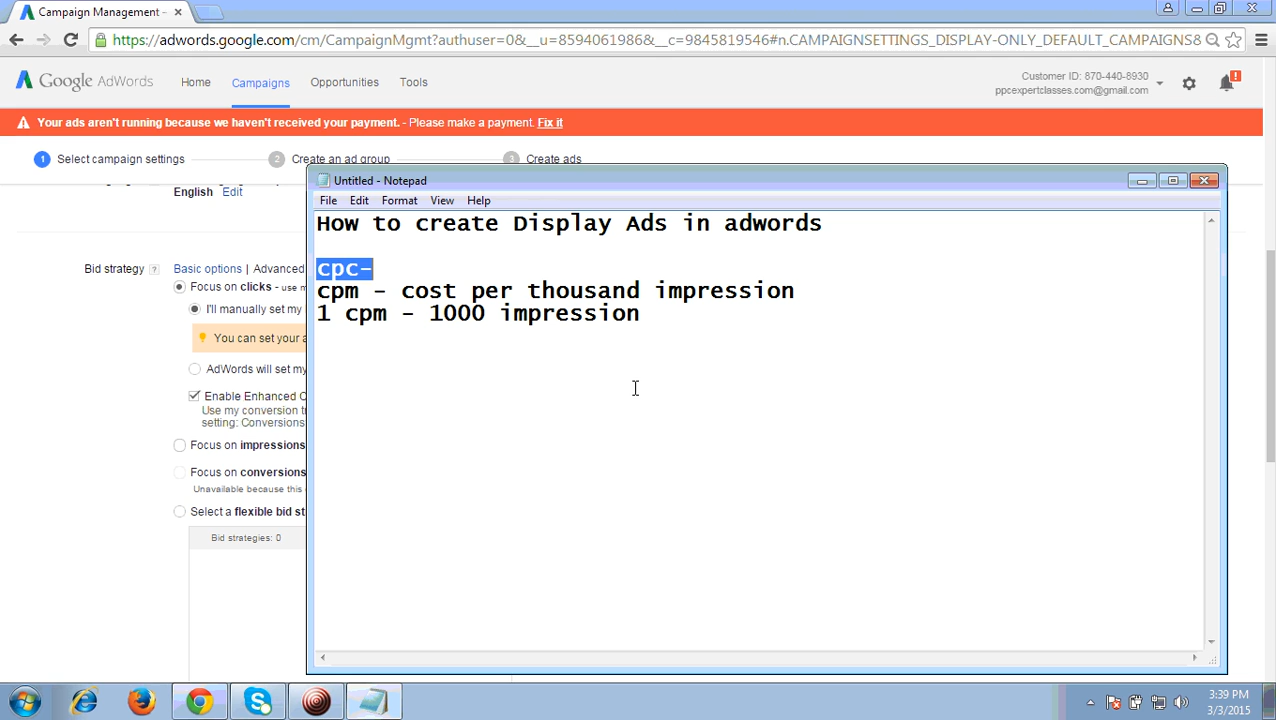 Campaign Management ×
https://adwords.google.com/cm/CampaignMgmt?authuser=0&__u=8594061986&__c=9845819546#n.CAMPAIGNSETTINGS_DISPLAY-ONLY_DEFAULT_CAMPAIGNS&
Google AdWords Home Campaigns Opportunities Tools
Customer ID: 870-440-8930
ppcexpertclasses.com@gmail.com
Your ads aren't running because we haven't received your payment. - Please make a payment. Fix it
1 Select campaign settings 2 Create an ad group 3 Create ads
English Edit
Untitled - Notepad
File Edit Format View Help
How to create Display Ads in adwords
cpc-
cpm - cost per thousand impression
1 cpm - 1000 impression
Bid strategy ? Basic options | Advanced
Focus on clicks - use
I'll manually set my
You can set your
AdWords will set my
Enable Enhanced
Use my conversion
setting: Conversions
Focus on impressions
Focus on conversions
Unavailable because this
Select a flexible bid
Bid strategies: 0
3:39 PM
3/3/2015